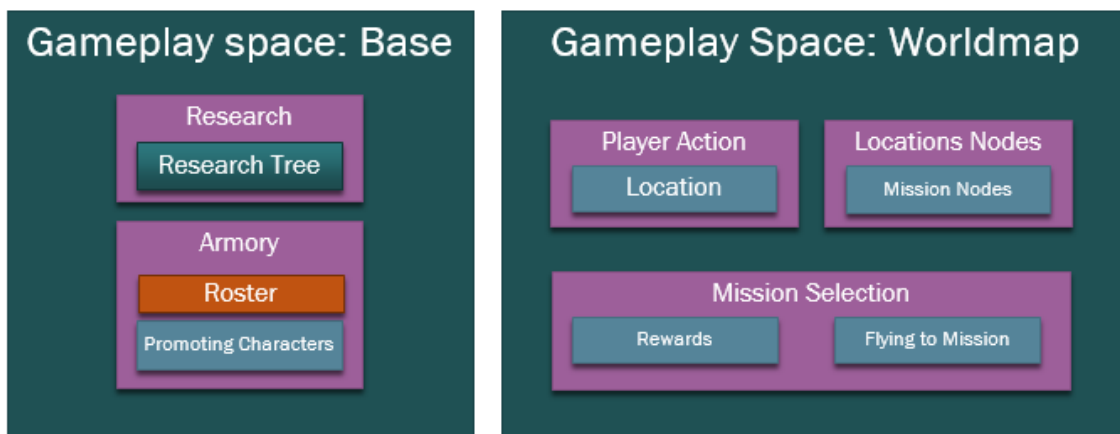 Gameplay space: Base
Research
Research Tree
Armory
Roster
Promoting Characters
Gameplay Space: Worldmap
Player Action
Location
Locations Nodes
Mission Nodes
Mission Selection
Rewards
Flying to Mission